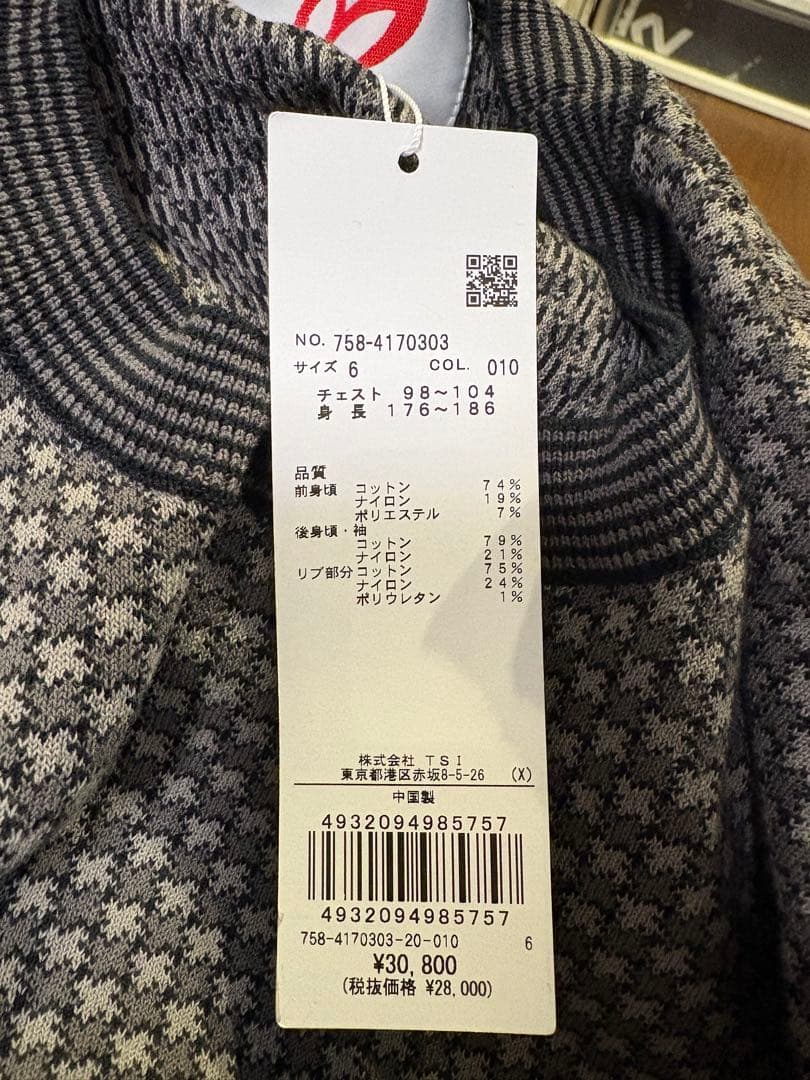 NO. 758-4170303
サイズ 6 COL. 010
チェスト 98～104
身長 176～186
品質
前身頃 コットン 74%
ナイロン 19%
ポリエステル 7%
後身頃・袖
コットン 79%
ナイロン 21%
リブ部分 コットン 75%
ナイロン 24%
ポリウレタン 1%
株式会社 TSI
東京都港区赤坂8-5-26 (X)
中国製
4932094985757
4932094985757
758-4170303-20-010 6
¥30,800
(税抜価格 ¥28,000)